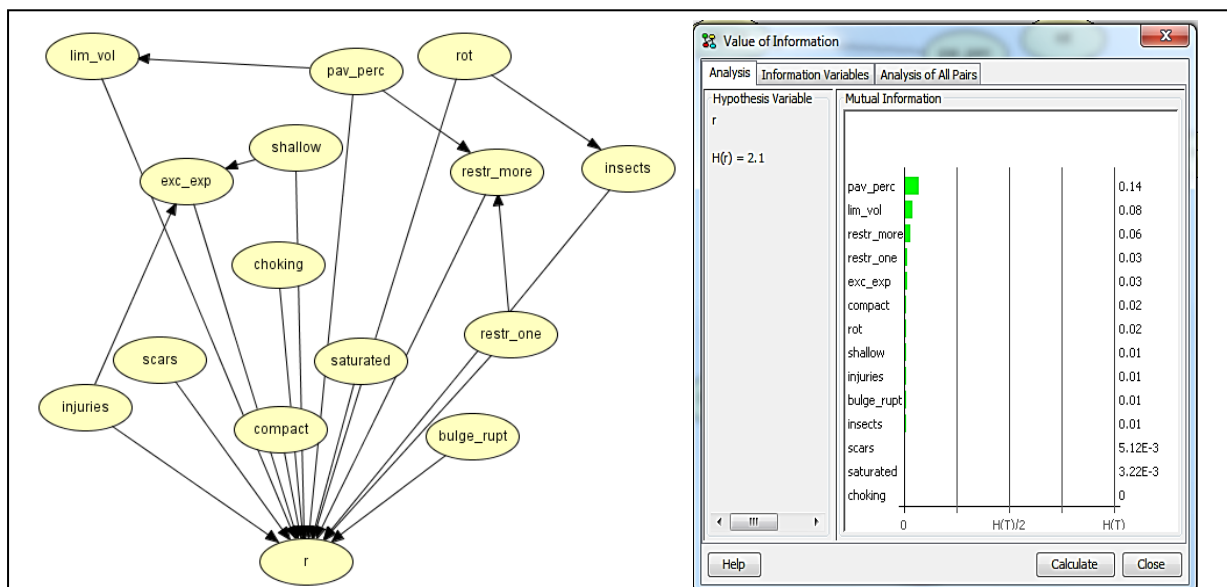 lim_vol
pav_perc
rot
shallow
exc_exp
restr_more
insects
choking
restr_one
scars
saturated
injuries
compact
bulge_rupt
r
Value of Information
Analysis
Information Variables
Analysis of All Pairs
Hypothesis Variable
r
H(r) = 2.1
Mutual Information
pav_perc 0.14
lim_vol 0.08
restr_more 0.06
restr_one 0.03
exc_exp 0.03
compact 0.02
rot 0.02
shallow 0.01
injuries 0.01
bulge_rupt 0.01
insects 0.01
scars 5.12E-3
saturated 3.22E-3
choking 0
0 H(T)/2 H(T)
Help
Calculate
Close